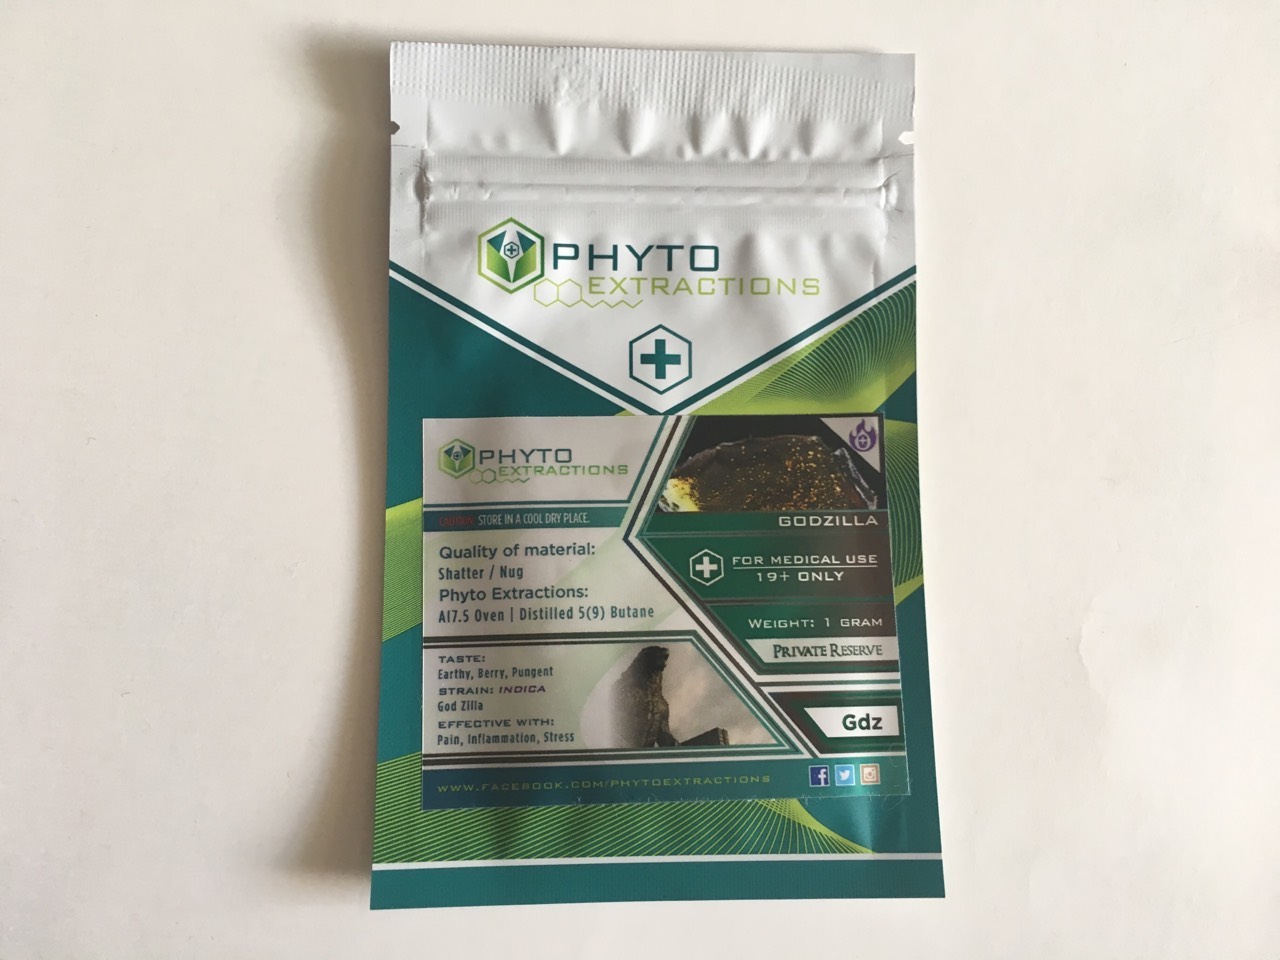 PHYTO
EXTRACTIONS
PHYTO
EXTRACTIONS
CAUTION: STORE IN A COOL DRY PLACE.
Quality of material:
Shatter / Nug
Phyto Extractions:
AI7.5 Oven | Distilled 5(9) Butane
TASTE:
Earthy, Berry, Pungent
STRAIN: INDICA
God Zilla
EFFECTIVE WITH:
Pain, Inflammation, Stress
GODZILLA
FOR MEDICAL USE
19+ ONLY
WEIGHT: 1 GRAM
PRIVATE RESERVE
Gdz
WWW.FACEBOOK.COM/PHYTOEXTRACTIONS